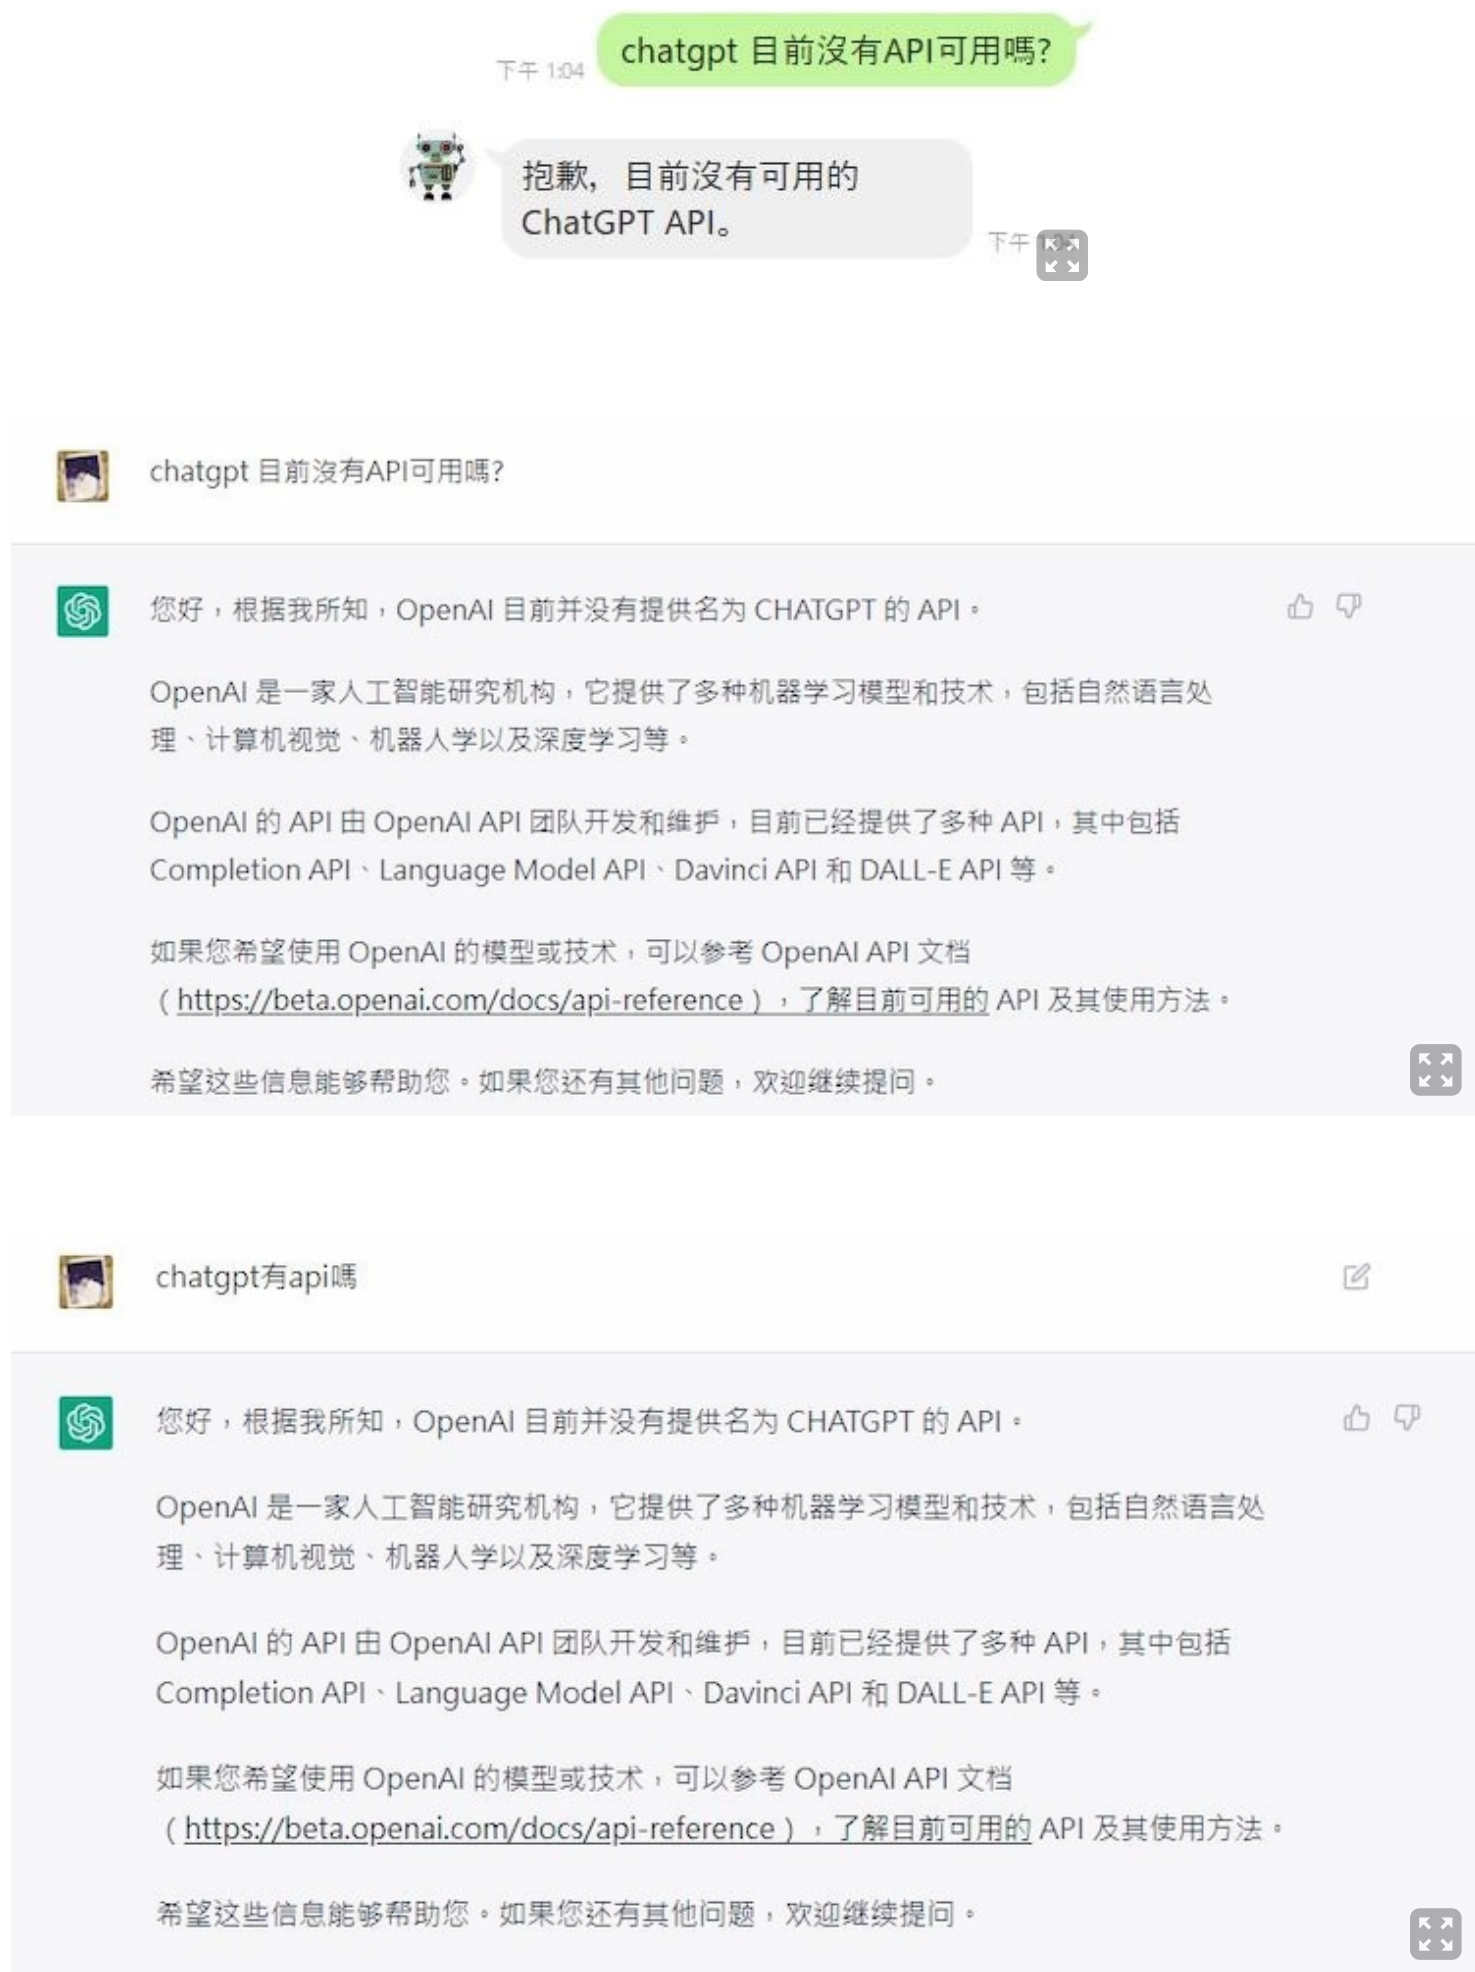 chatgpt 目前沒有API可用嗎?
下午 1:04
抱歉，目前沒有可用的
ChatGPT API。
下午
chatgpt 目前沒有API可用嗎?
您好，根据我所知，OpenAI 目前并没有提供名为 CHATGPT 的 API。
OpenAI 是一家人工智能研究机构，它提供了多种机器学习模型和技术，包括自然语言处
理、计算机视觉、机器人学以及深度学习等。
OpenAI 的 API 由 OpenAI API 团队开发和维护，目前已经提供了多种 API，其中包括
Completion API、Language Model API、Davinci API 和 DALL-E API 等。
如果您希望使用 OpenAI 的模型或技术，可以参考 OpenAI API 文档
（https://beta.openai.com/docs/api-reference），了解目前可用的 API 及其使用方法。
希望这些信息能够帮助您。如果您还有其他问题，欢迎继续提问。
chatgpt有api嗎
您好，根据我所知，OpenAI 目前并没有提供名为 CHATGPT 的 API。
OpenAI 是一家人工智能研究机构，它提供了多种机器学习模型和技术，包括自然语言处
理、计算机视觉、机器人学以及深度学习等。
OpenAI 的 API 由 OpenAI API 团队开发和维护，目前已经提供了多种 API，其中包括
Completion API、Language Model API、Davinci API 和 DALL-E API 等。
如果您希望使用 OpenAI 的模型或技术，可以参考 OpenAI API 文档
（https://beta.openai.com/docs/api-reference），了解目前可用的 API 及其使用方法。
希望这些信息能够帮助您。如果您还有其他问题，欢迎继续提问。